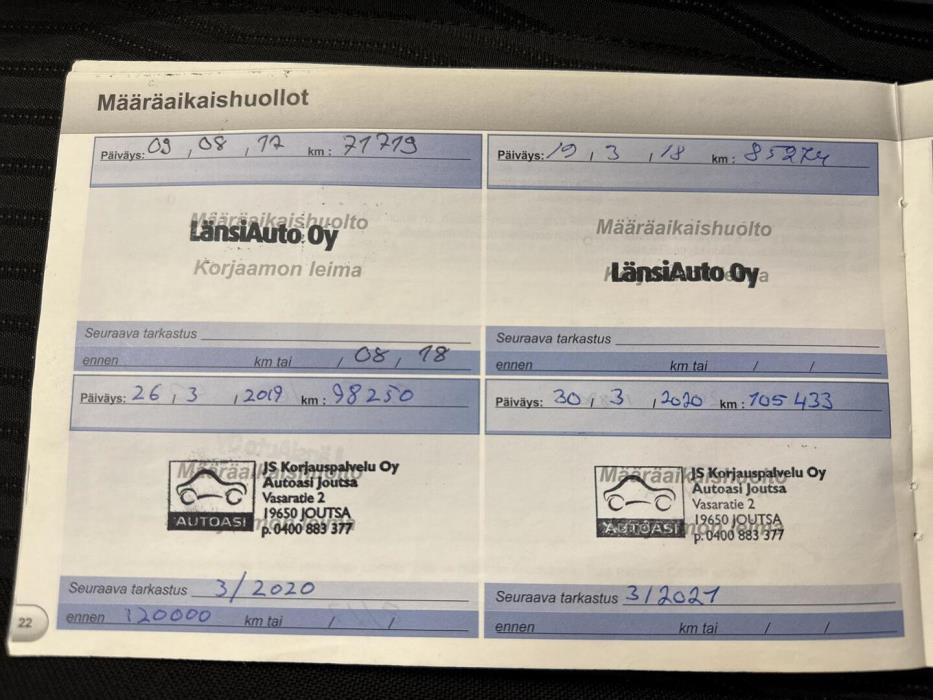 Määräaikaishuollot
Päiväys: 09, 08, 17 km: 71719
Määräaikaishuolto
LänsiAuto Oy
Korjaamon leima
Seuraava tarkastus
ennen km tai / 08, 18
Päiväys: 19, 3, 18 km: 85274
Määräaikaishuolto
LänsiAuto Oy
Seuraava tarkastus
ennen km tai / /
Päiväys: 26, 3, 2019 km: 98250
JS Korjauspalvelu Oy
Autoasi Joutsa
Vasaratie 2
19650 JOUTSA
p. 0400 883 377
AUTOASI
Seuraava tarkastus 3/2020
ennen 120000 km tai / /
Päiväys: 30, 3, 2020 km: 105 433
Määräaikaishuolto
JS Korjauspalvelu Oy
Autoasi Joutsa
Vasaratie 2
19650 JOUTSA
p. 0400 883 377
AUTOASI
Seuraava tarkastus 3/2021
ennen km tai / /
22